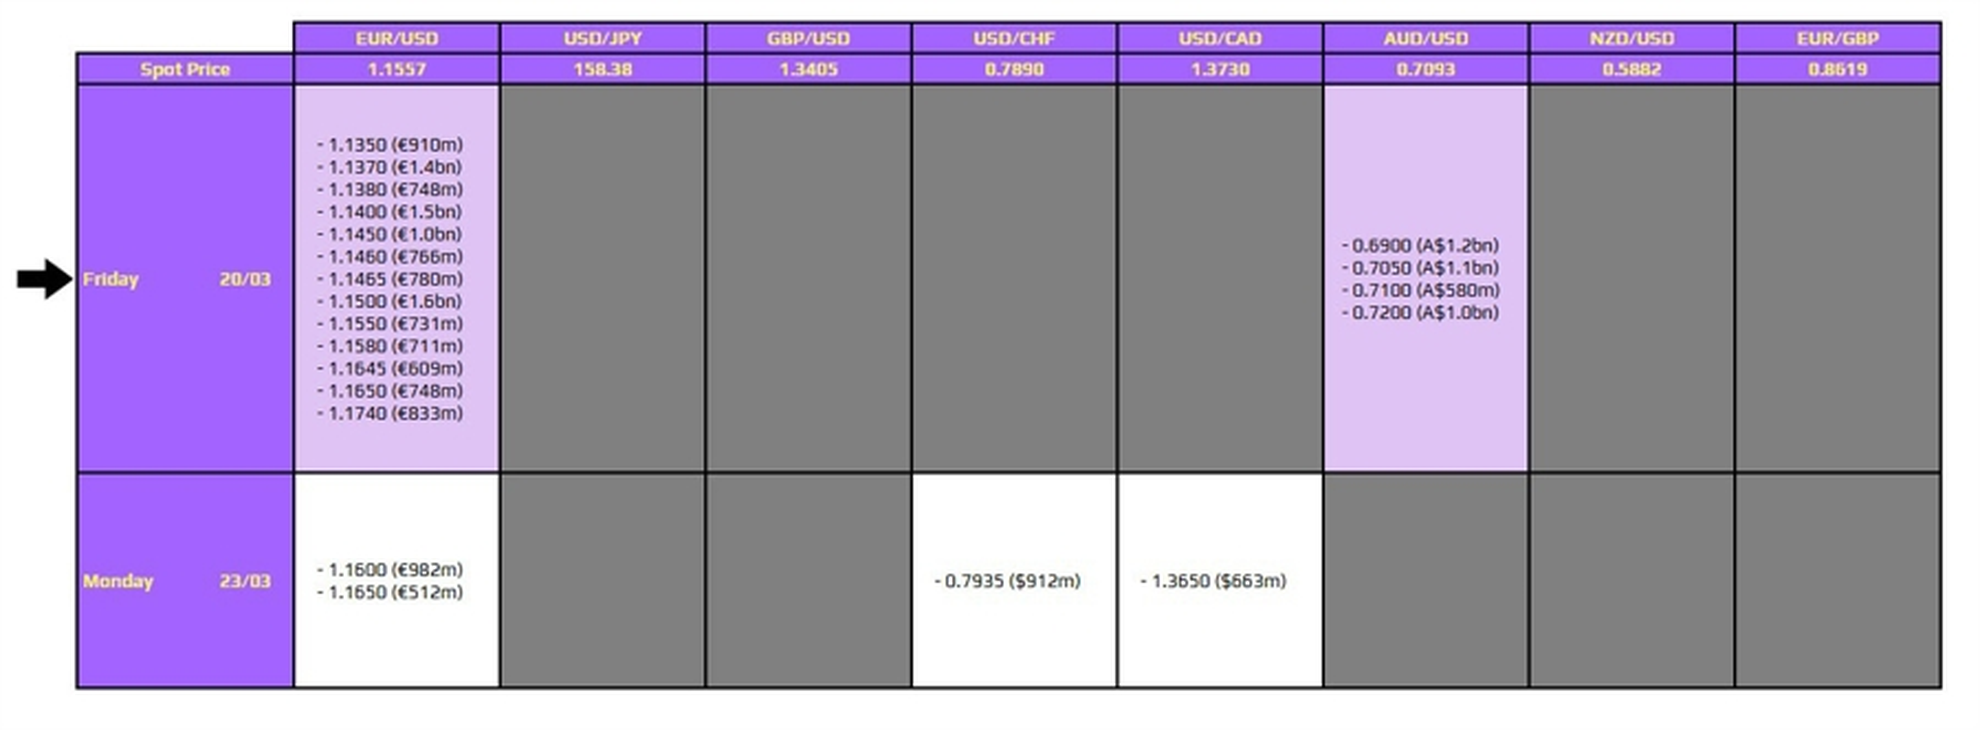 EUR/USD USD/JPY GBP/USD USD/CHF USD/CAD AUD/USD NZD/USD EUR/GBP
Spot Price 1.1557 158.38 1.3405 0.7890 1.3730 0.7093 0.5882 0.8619
Friday 20/03
- 1.1350 (€910m)
- 1.1370 (€1.4bn)
- 1.1380 (€748m)
- 1.1400 (€1.5bn)
- 1.1450 (€1.0bn)
- 1.1460 (€766m)
- 1.1465 (€780m)
- 1.1500 (€1.6bn)
- 1.1550 (€731m)
- 1.1580 (€711m)
- 1.1645 (€609m)
- 1.1650 (€748m)
- 1.1740 (€833m)
- 0.6900 (A$1.2bn)
- 0.7050 (A$1.1bn)
- 0.7100 (A$580m)
- 0.7200 (A$1.0bn)
Monday 23/03
- 1.1600 (€982m)
- 1.1650 (€512m)
- 0.7935 ($912m)
- 1.3650 ($663m)